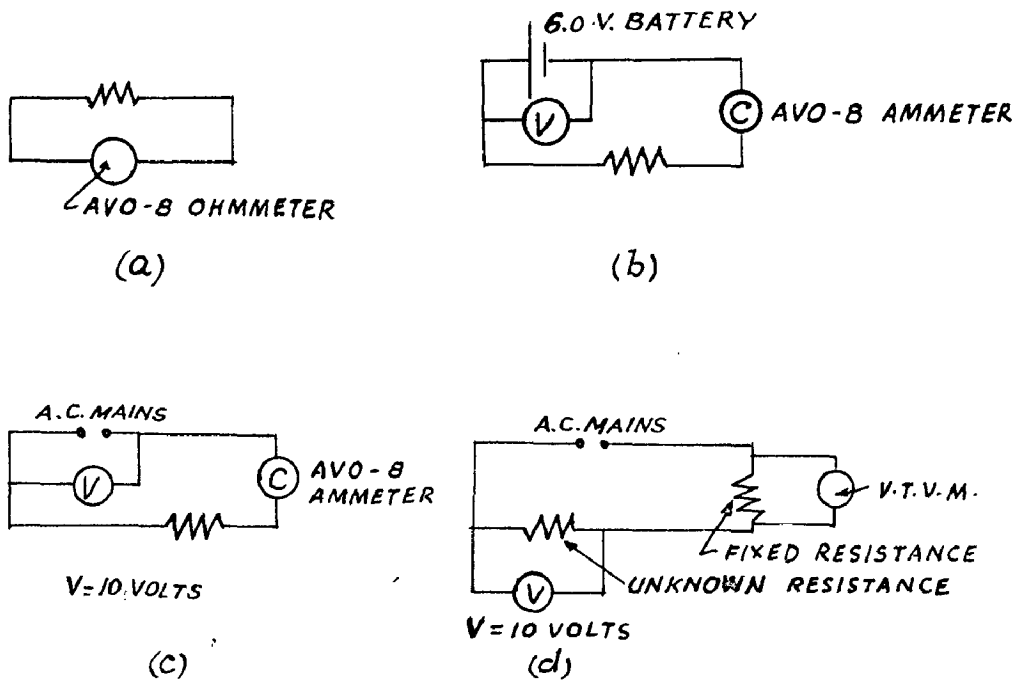 6.0 V. BATTERY
V
C
AVO-8 AMMETER
AVO-8 OHMMETER
(a)
(b)
A.C. MAINS
V
C
AVO-8
AMMETER
V=10 VOLTS
(c)
A.C. MAINS
V.T.V.M.
FIXED RESISTANCE
UNKNOWN RESISTANCE
V
V=10 VOLTS
(d)